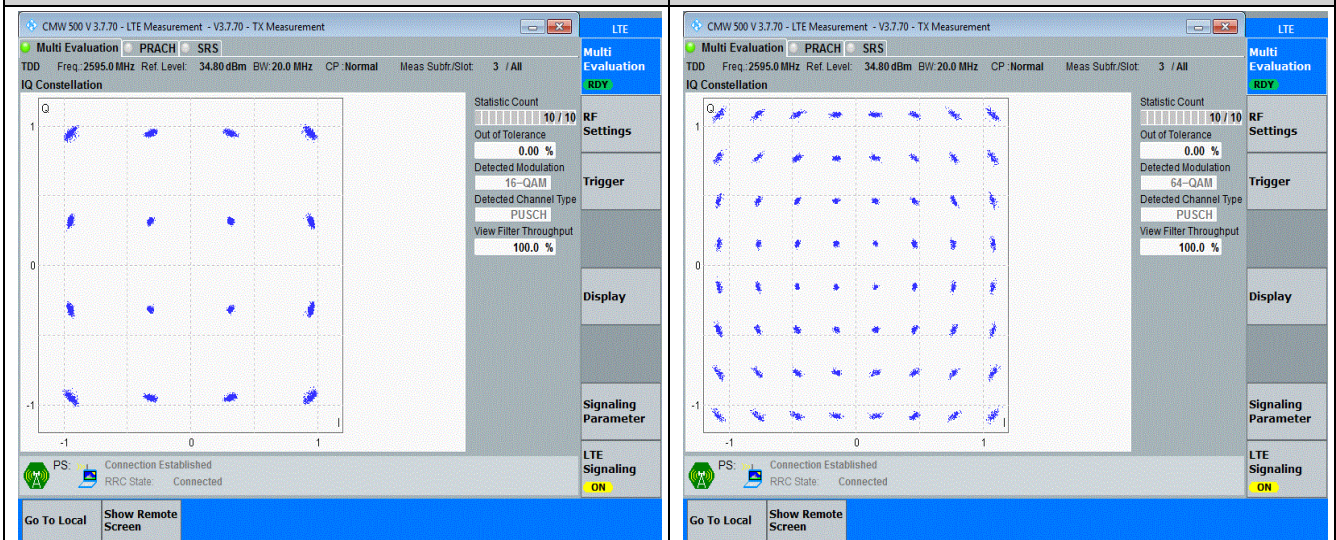 CMW 500 V 3.7.70 - LTE Measurement - V3.7.70 - TX Measurement
LTE
Multi Evaluation PRACH SRS
Multi
Evaluation
RDY
TDD Freq.: 2595.0 MHz Ref. Level: 34.80 dBm BW: 20.0 MHz CP : Normal Meas Subfr./Slot: 3 / All
IQ Constellation
Q
1
0
-1
-1 0 1
I
Statistic Count
10 / 10
Out of Tolerance
0.00 %
Detected Modulation
16-QAM
Detected Channel Type
PUSCH
View Filter Throughput
100.0 %
RF
Settings
Trigger
Display
Signaling
Parameter
LTE
Signaling
ON
PS: Connection Established
RRC State: Connected
Go To Local
Show Remote
Screen
CMW 500 V 3.7.70 - LTE Measurement - V3.7.70 - TX Measurement
LTE
Multi Evaluation PRACH SRS
Multi
Evaluation
RDY
TDD Freq.: 2595.0 MHz Ref. Level: 34.80 dBm BW: 20.0 MHz CP : Normal Meas Subfr./Slot: 3 / All
IQ Constellation
Q
1
0
-1
-1 0 1
I
Statistic Count
10 / 10
Out of Tolerance
0.00 %
Detected Modulation
64-QAM
Detected Channel Type
PUSCH
View Filter Throughput
100.0 %
RF
Settings
Trigger
Display
Signaling
Parameter
LTE
Signaling
ON
PS: Connection Established
RRC State: Connected
Go To Local
Show Remote
Screen